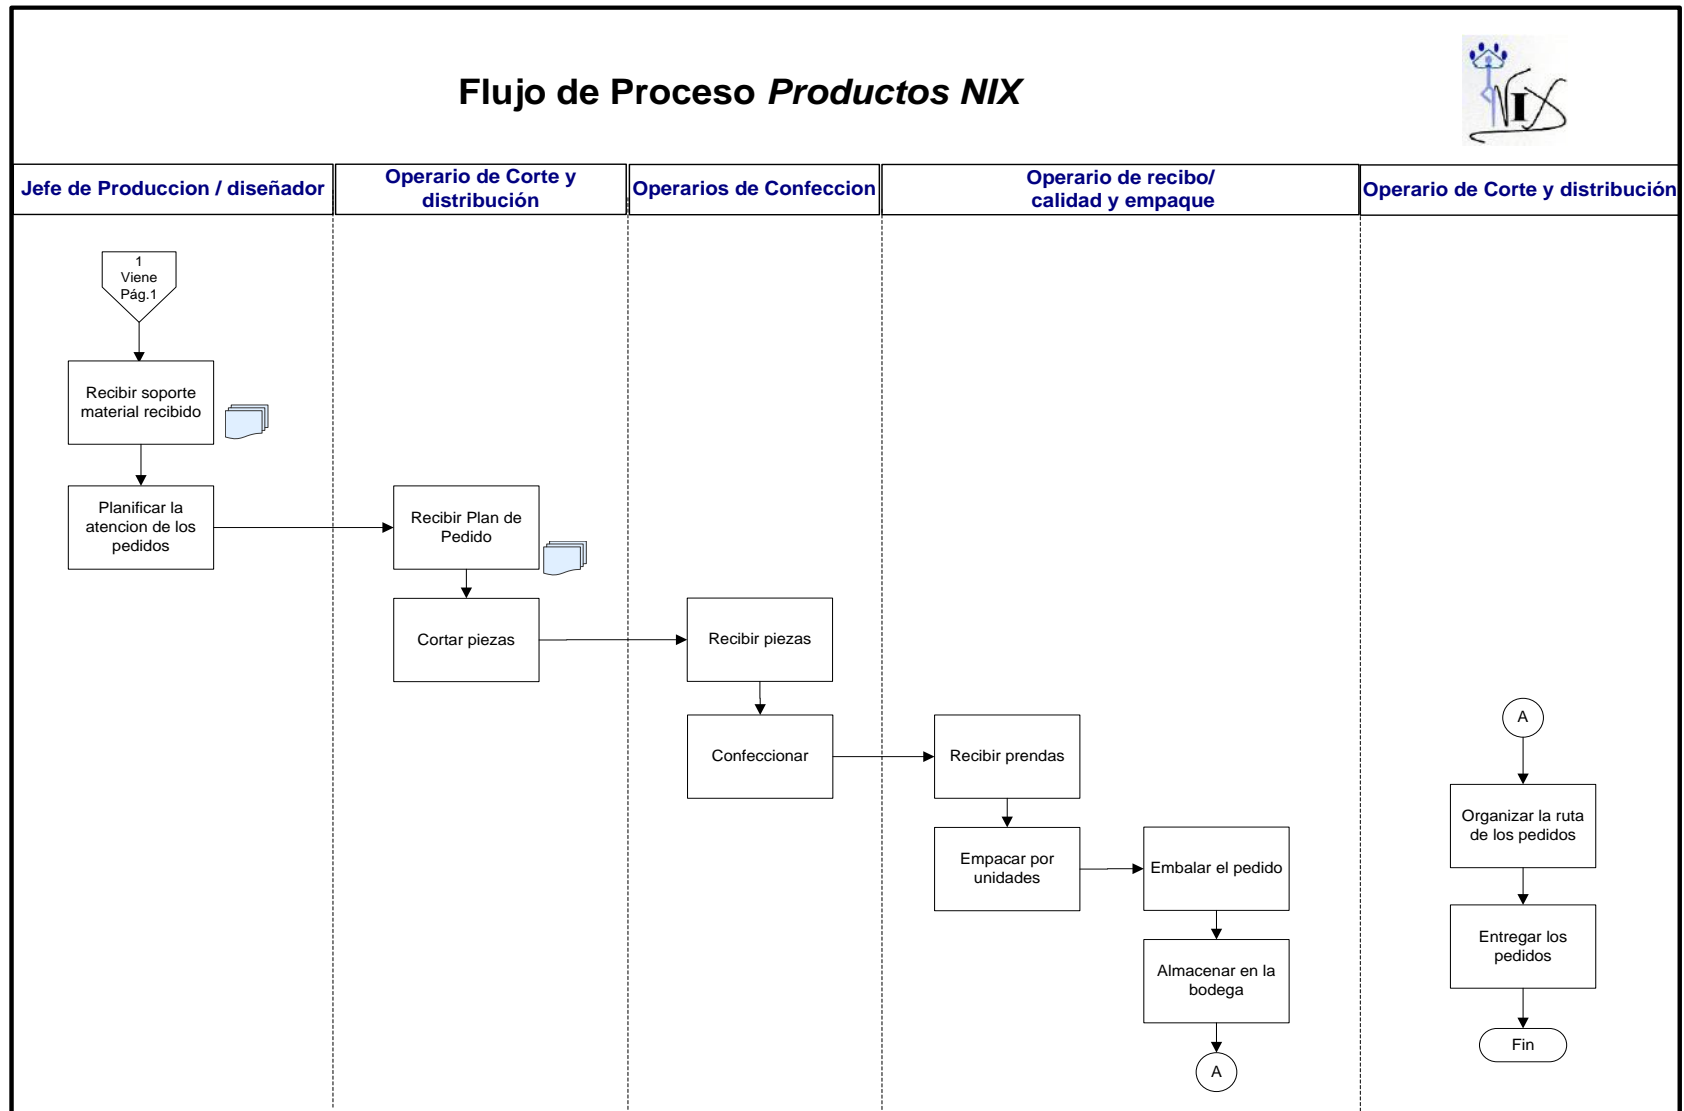 Flujo de Proceso Productos NIX
NIX
Jefe de Produccion / diseñador
Operario de Corte y
distribución
Operarios de Confeccion
Operario de recibo/
calidad y empaque
Operario de Corte y distribución
1
Viene
Pág.1
Recibir soporte
material recibido
Planificar la
atencion de los
pedidos
Recibir Plan de
Pedido
Cortar piezas
Recibir piezas
Confeccionar
Recibir prendas
Empacar por
unidades
Embalar el pedido
Almacenar en la
bodega
A
A
Organizar la ruta
de los pedidos
Entregar los
pedidos
Fin